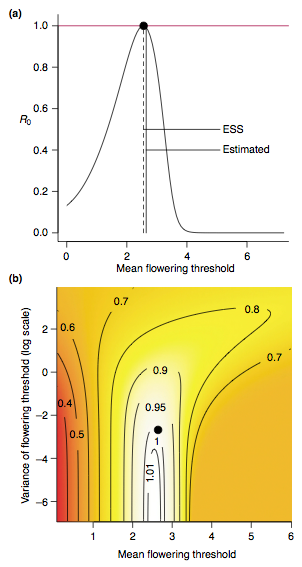 (a)
1.0
0.8
0.6
0.4
0.2
0.0
R0
ESS
Estimated
0 2 4 6
Mean flowering threshold
(b)
Variance of flowering threshold (log scale)
2
0
−2
−4
−6
0.7
0.8
0.6
0.7
0.9
0.4
0.95
0.5
1
1.01
1 2 3 4 5 6
Mean flowering threshold